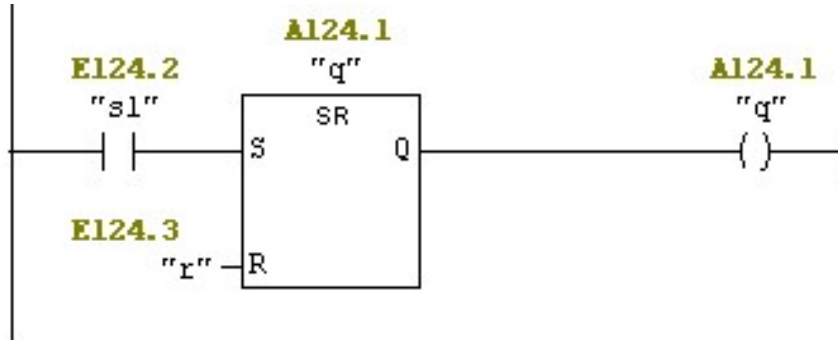 A124.1
"q"
E124.2
"s1"
SR
S
Q
A124.1
"q"
E124.3
"r"
R